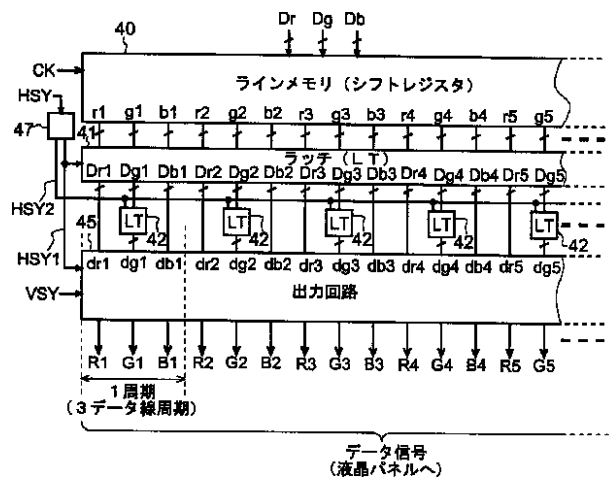 40
Dr Dg Db
CK
ラインメモリ(シフトレジスタ)
HSY
r1 g1 b1 r2 g2 b2 r3 g3 b3 r4 g4 b4 r5 g5
47
41
ラッチ(LT)
Dr1 Dg1 Db1 Dr2 Dg2 Db2 Dr3 Dg3 Db3 Dr4 Dg4 Db4 Dr5 Dg5
HSY2
45
LT 42 LT 42 LT 42 LT 42 LT 42
HSY1
dr1 dg1 db1 dr2 dg2 db2 dr3 dg3 db3 dr4 dg4 db4 dr5 dg5
VSY
出力回路
R1 G1 B1 R2 G2 B2 R3 G3 B3 R4 G4 B4 R5 G5
1周期
(3データ線周期)
データ信号
(液晶パネルへ)